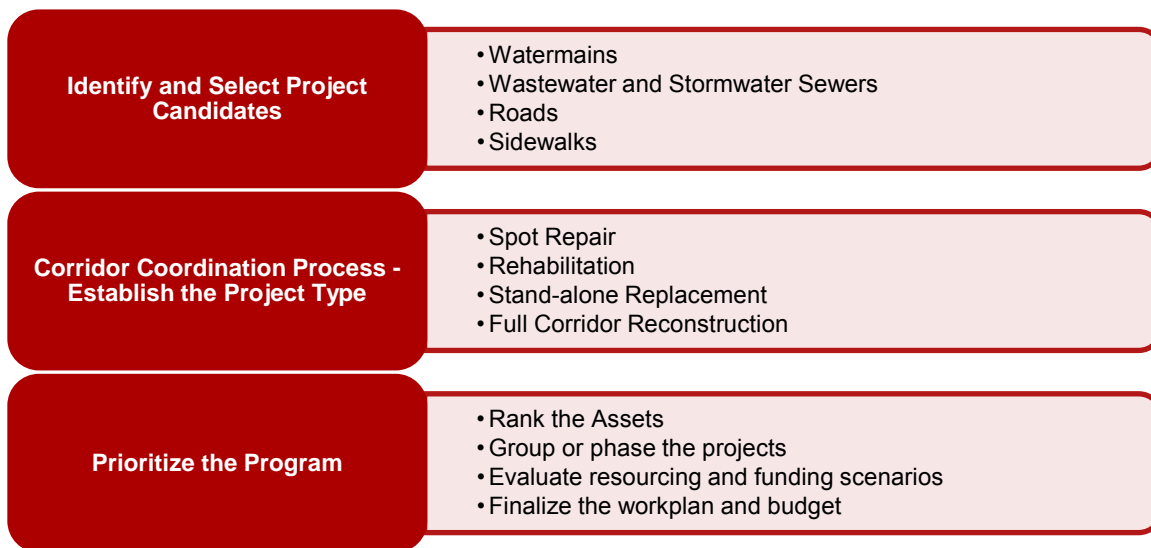 Identify and Select Project
Candidates
•Watermains
•Wastewater and Stormwater Sewers
•Roads
•Sidewalks
Corridor Coordination Process -
Establish the Project Type
•Spot Repair
•Rehabilitation
•Stand-alone Replacement
•Full Corridor Reconstruction
Prioritize the Program
•Rank the Assets
•Group or phase the projects
•Evaluate resourcing and funding scenarios
•Finalize the workplan and budget